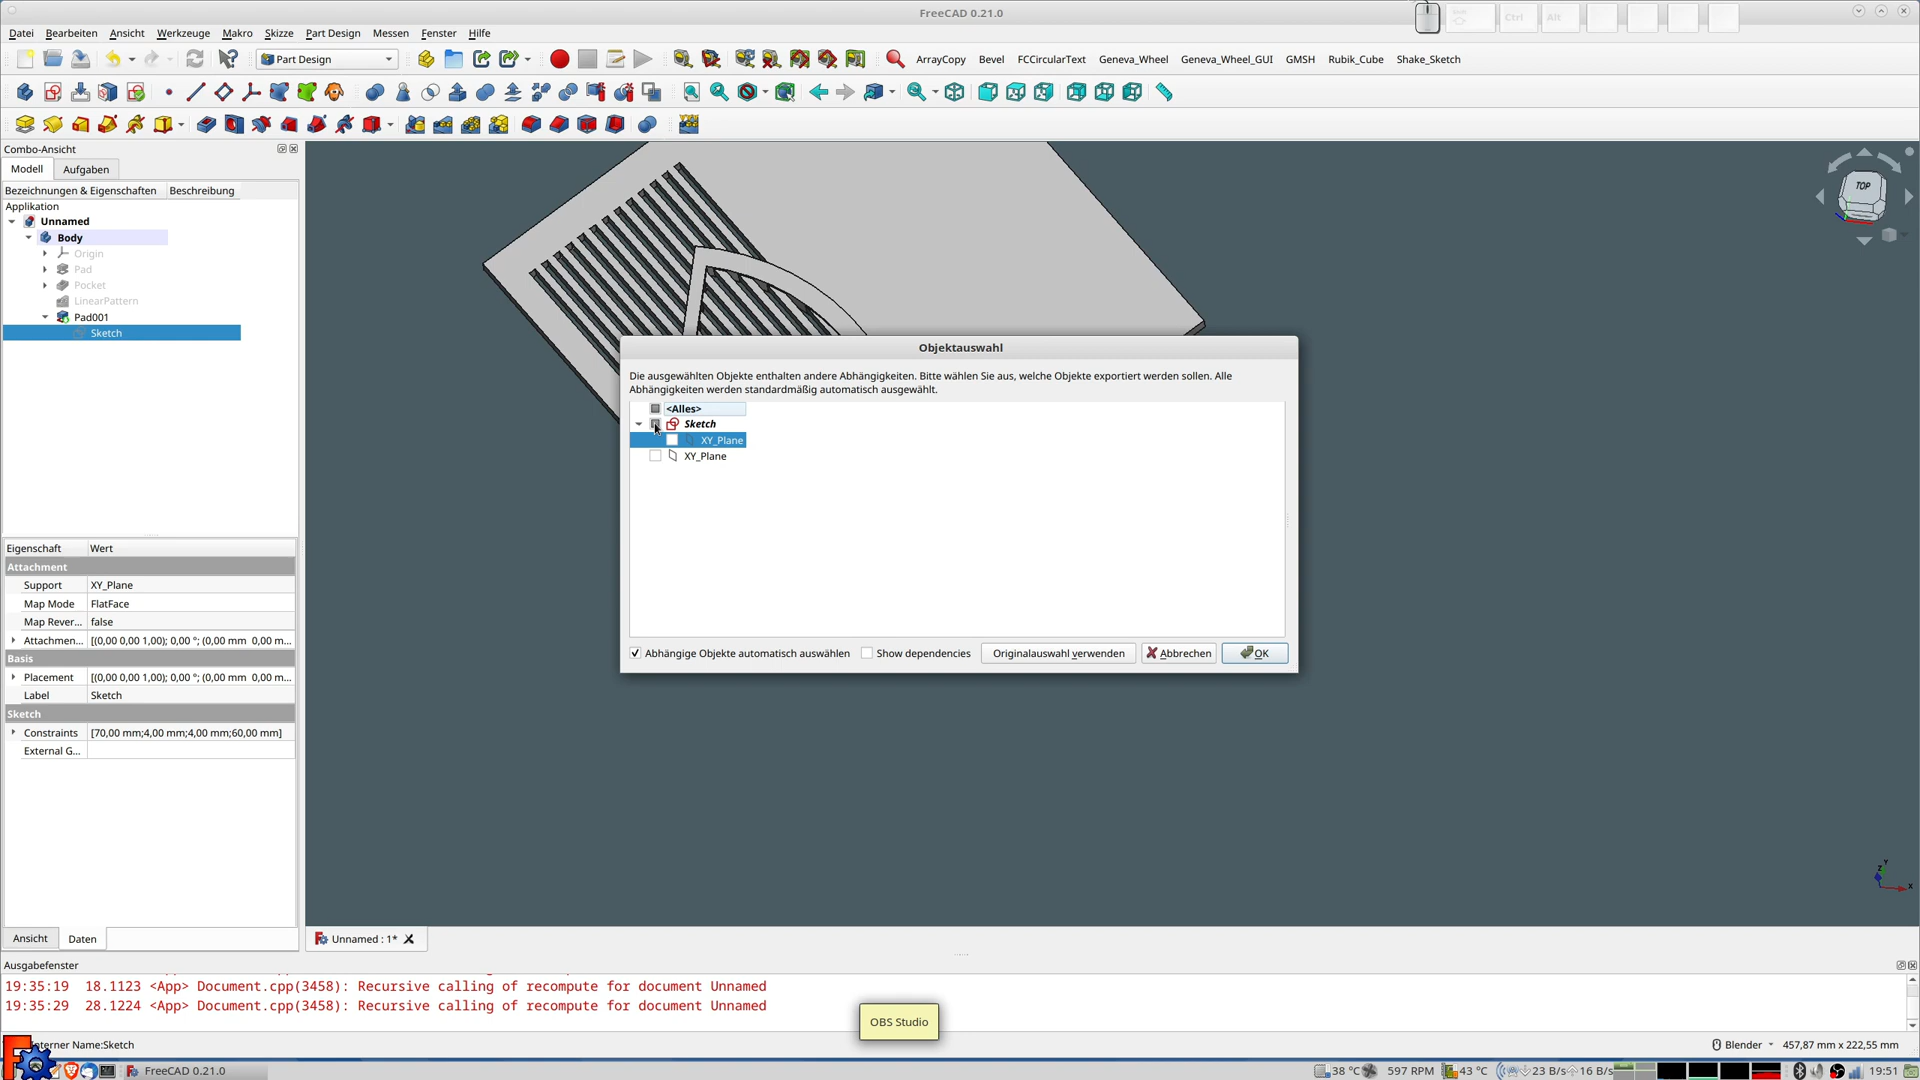 FreeCAD 0.21.0
Ctrl
Alt
Datei Bearbeiten Ansicht Werkzeuge Makro Skizze Part Design Messen Fenster Hilfe
Part Design
ArrayCopy Bevel FCCircularText Geneva_Wheel Geneva_Wheel_GUI GMSH Rubik_Cube Shake_Sketch
Combo-Ansicht
Modell Aufgaben
Bezeichnungen & Eigenschaften Beschreibung
Applikation
Unnamed
Body
Origin
Pad
Pocket
LinearPattern
Pad001
Sketch
TOP
Objektauswahl
Die ausgewählten Objekte enthalten andere Abhängigkeiten. Bitte wählen Sie aus, welche Objekte exportiert werden sollen. Alle
Abhängigkeiten werden standardmäßig automatisch ausgewählt.
<Alles>
Sketch
XY_Plane
XY_Plane
Abhängige Objekte automatisch auswählen Show dependencies Originalauswahl verwenden Abbrechen OK
Eigenschaft Wert
Attachment
Support XY_Plane
Map Mode FlatFace
Map Rever... false
Attachmen... [(0,00 0,00 1,00); 0,00 °; (0,00 mm 0,00 m...
Basis
Placement [(0,00 0,00 1,00); 0,00 °; (0,00 mm 0,00 m...
Label Sketch
Sketch
Constraints [70,00 mm;4,00 mm;4,00 mm;60,00 mm]
External G...
Ansicht Daten
Unnamed : 1*
Y
Z
X
Ausgabefenster
19:35:19 18.1123 <App> Document.cpp(3458): Recursive calling of recompute for document Unnamed
19:35:29 28.1224 <App> Document.cpp(3458): Recursive calling of recompute for document Unnamed
OBS Studio
nterner Name:Sketch
Blender 457,87 mm x 222,55 mm
FreeCAD 0.21.0
38 °C 597 RPM 43 °C 23 B/s 16 B/s 19:51